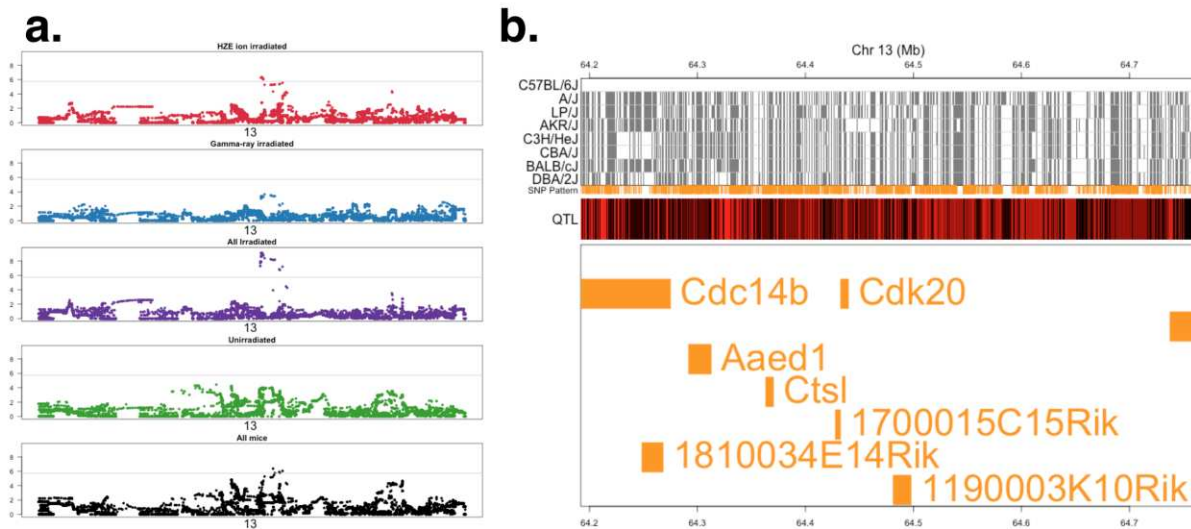 a.
HZE ion irradiated
8
6
4
2
0
13
Gamma-ray irradiated
8
6
4
2
0
13
All Irradiated
8
6
4
2
0
13
Unirradiated
8
6
4
2
0
13
All mice
8
6
4
2
0
13
b.
Chr 13 (Mb)
64.2 64.3 64.4 64.5 64.6 64.7
C57BL/6J
A/J
LP/J
AKR/J
C3H/HeJ
CBA/J
BALB/cJ
DBA/2J
SNP Pattern
QTL
Cdc14b Cdk20
Aaed1
Ctsl
1700015C15Rik
1810034E14Rik
1190003K10Rik
64.2 64.3 64.4 64.5 64.6 64.7